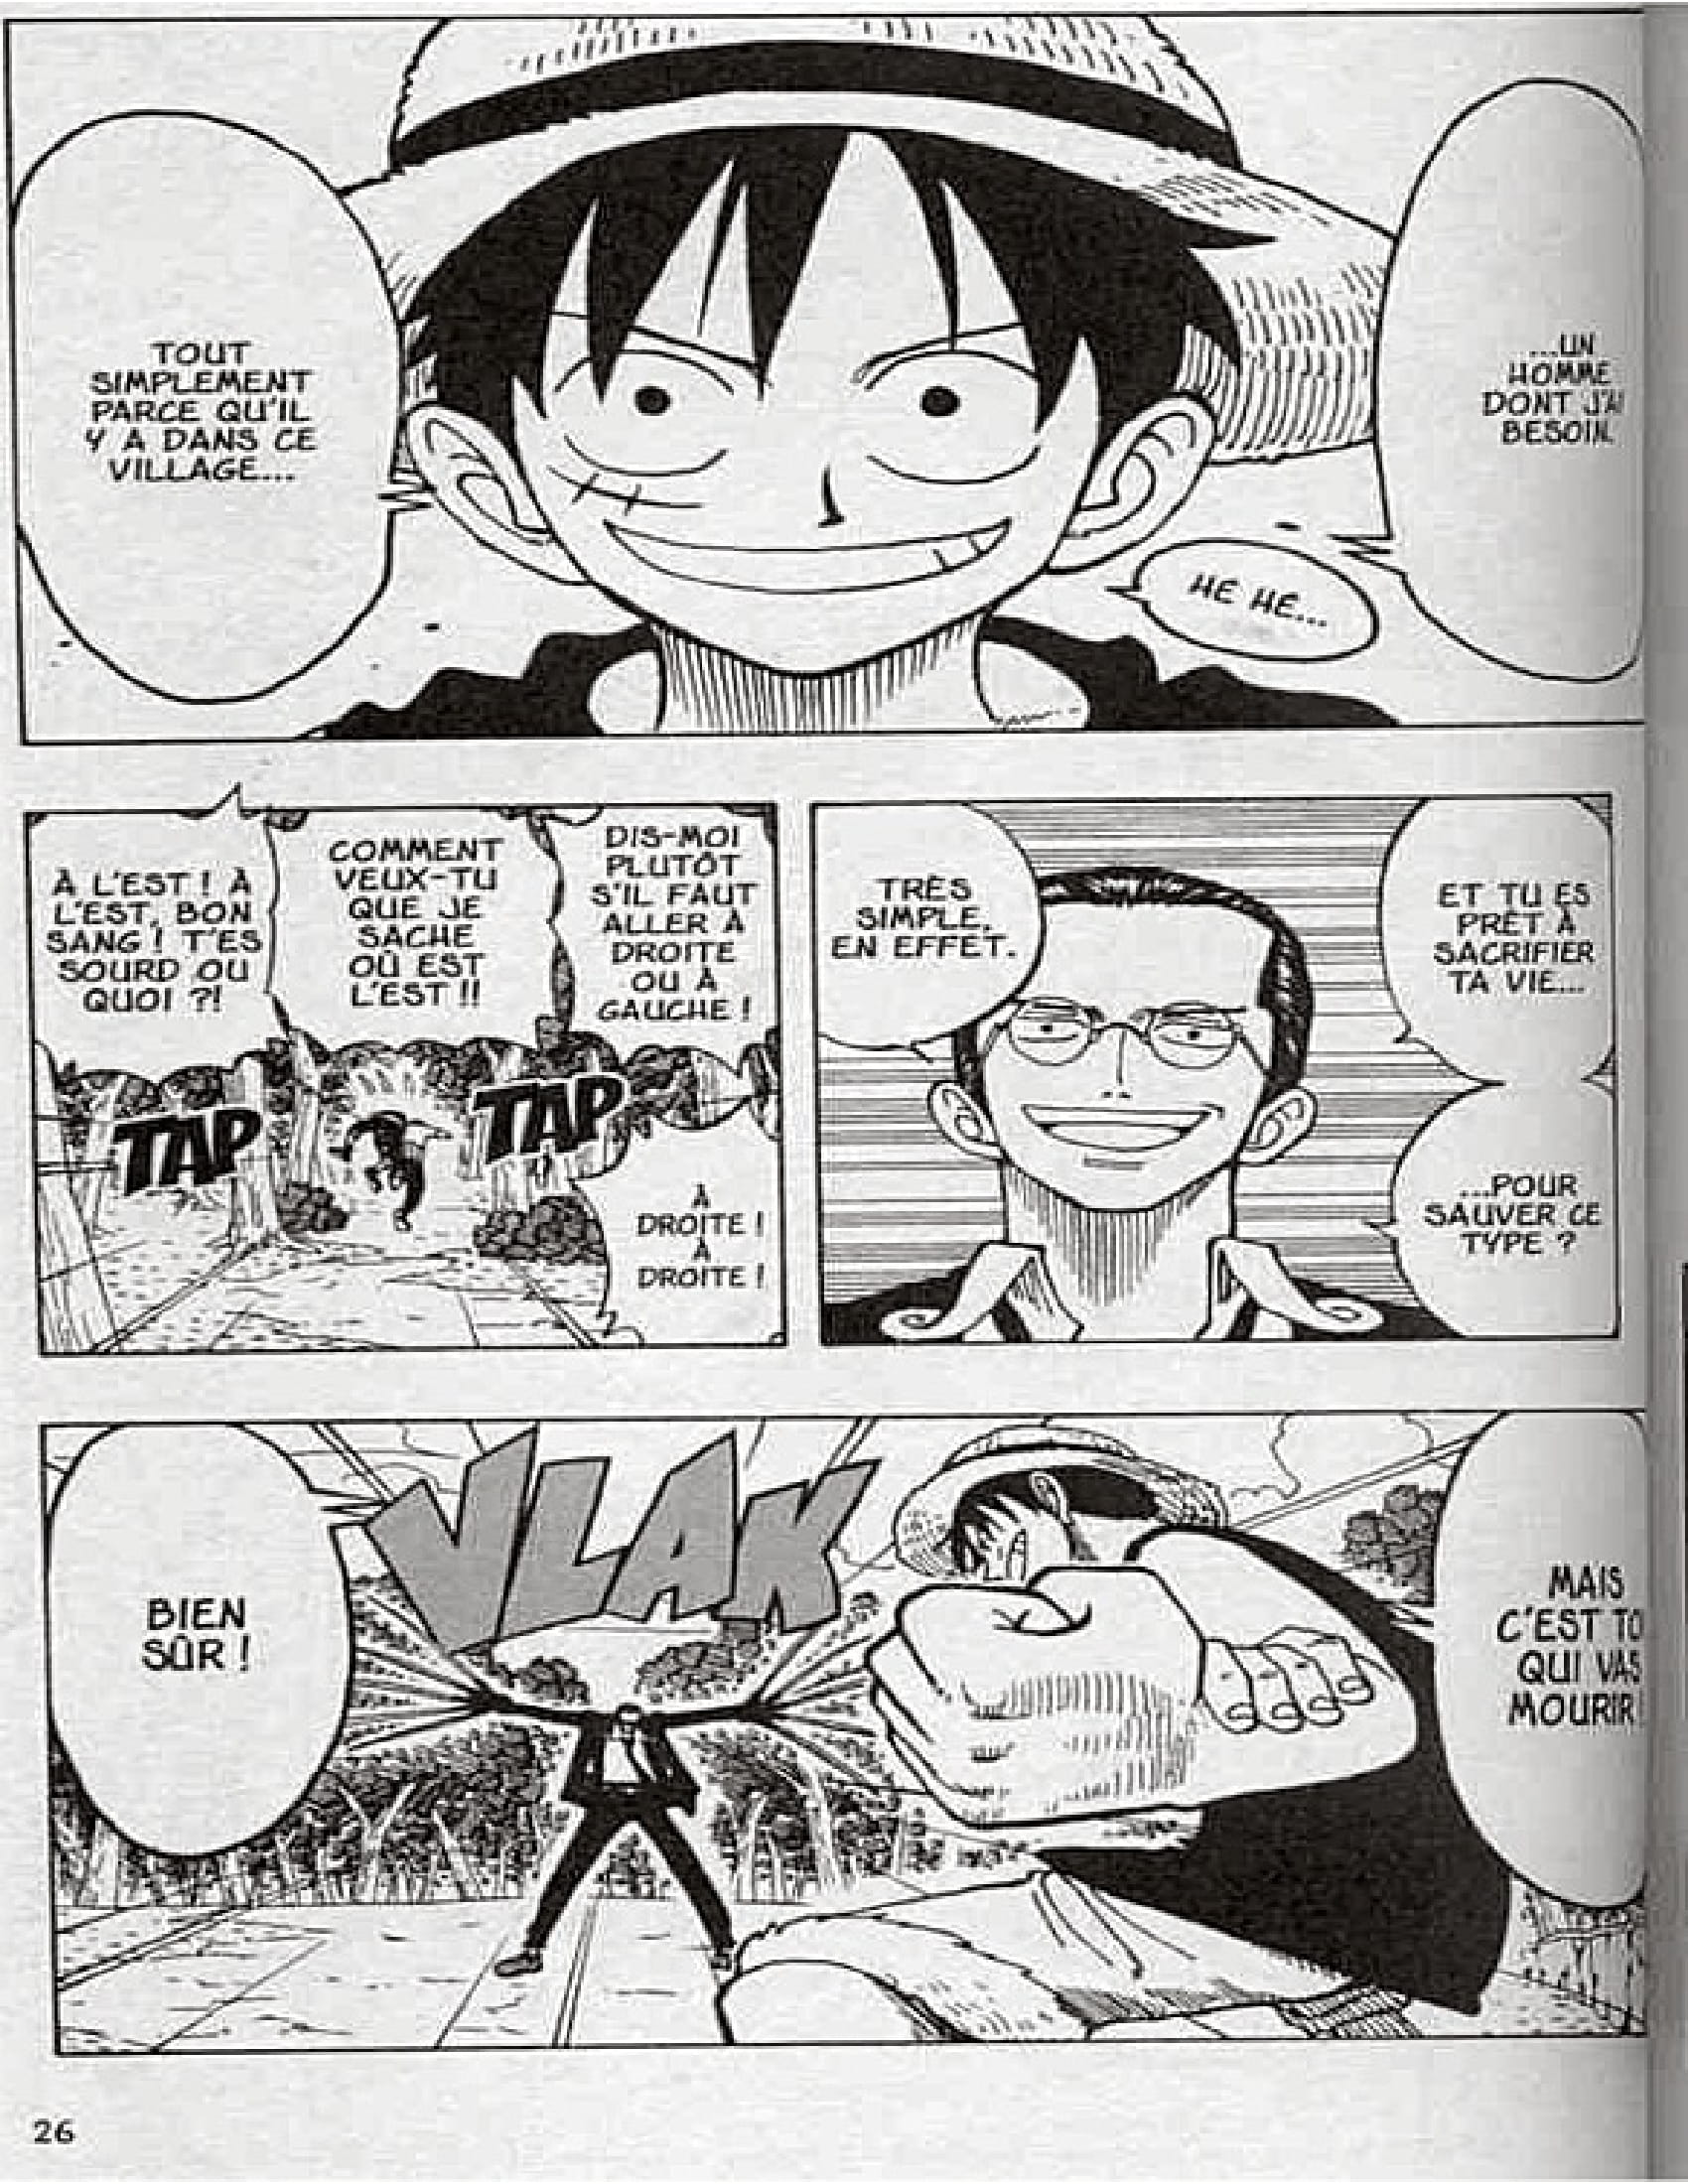 TOUT
SIMPLEMENT
PARCE QU'IL
Y A DANS CE
VILLAGE...
...UN
HOMME
DONT J'AI
BESOIN.
HÉ HÉ...
À L'EST ! À
L'EST, BON
SANG ! T'ES
SOURD OU
QUOI ?!
COMMENT
VEUX-TU
QUE JE
SACHE
OÙ EST
L'EST !!
DIS-MOI
PLUTÔT
S'IL FAUT
ALLER À
DROITE
OU À
GAUCHE !
TAP
TAP
À
DROITE !
À
DROITE !
TRÈS
SIMPLE,
EN EFFET.
ET TU ES
PRÊT À
SACRIFIER
TA VIE...
...POUR
SAUVER CE
TYPE ?
BIEN
SÛR !
VLAK
MAIS
C'EST TO
QUI VAS
MOURIR !
26